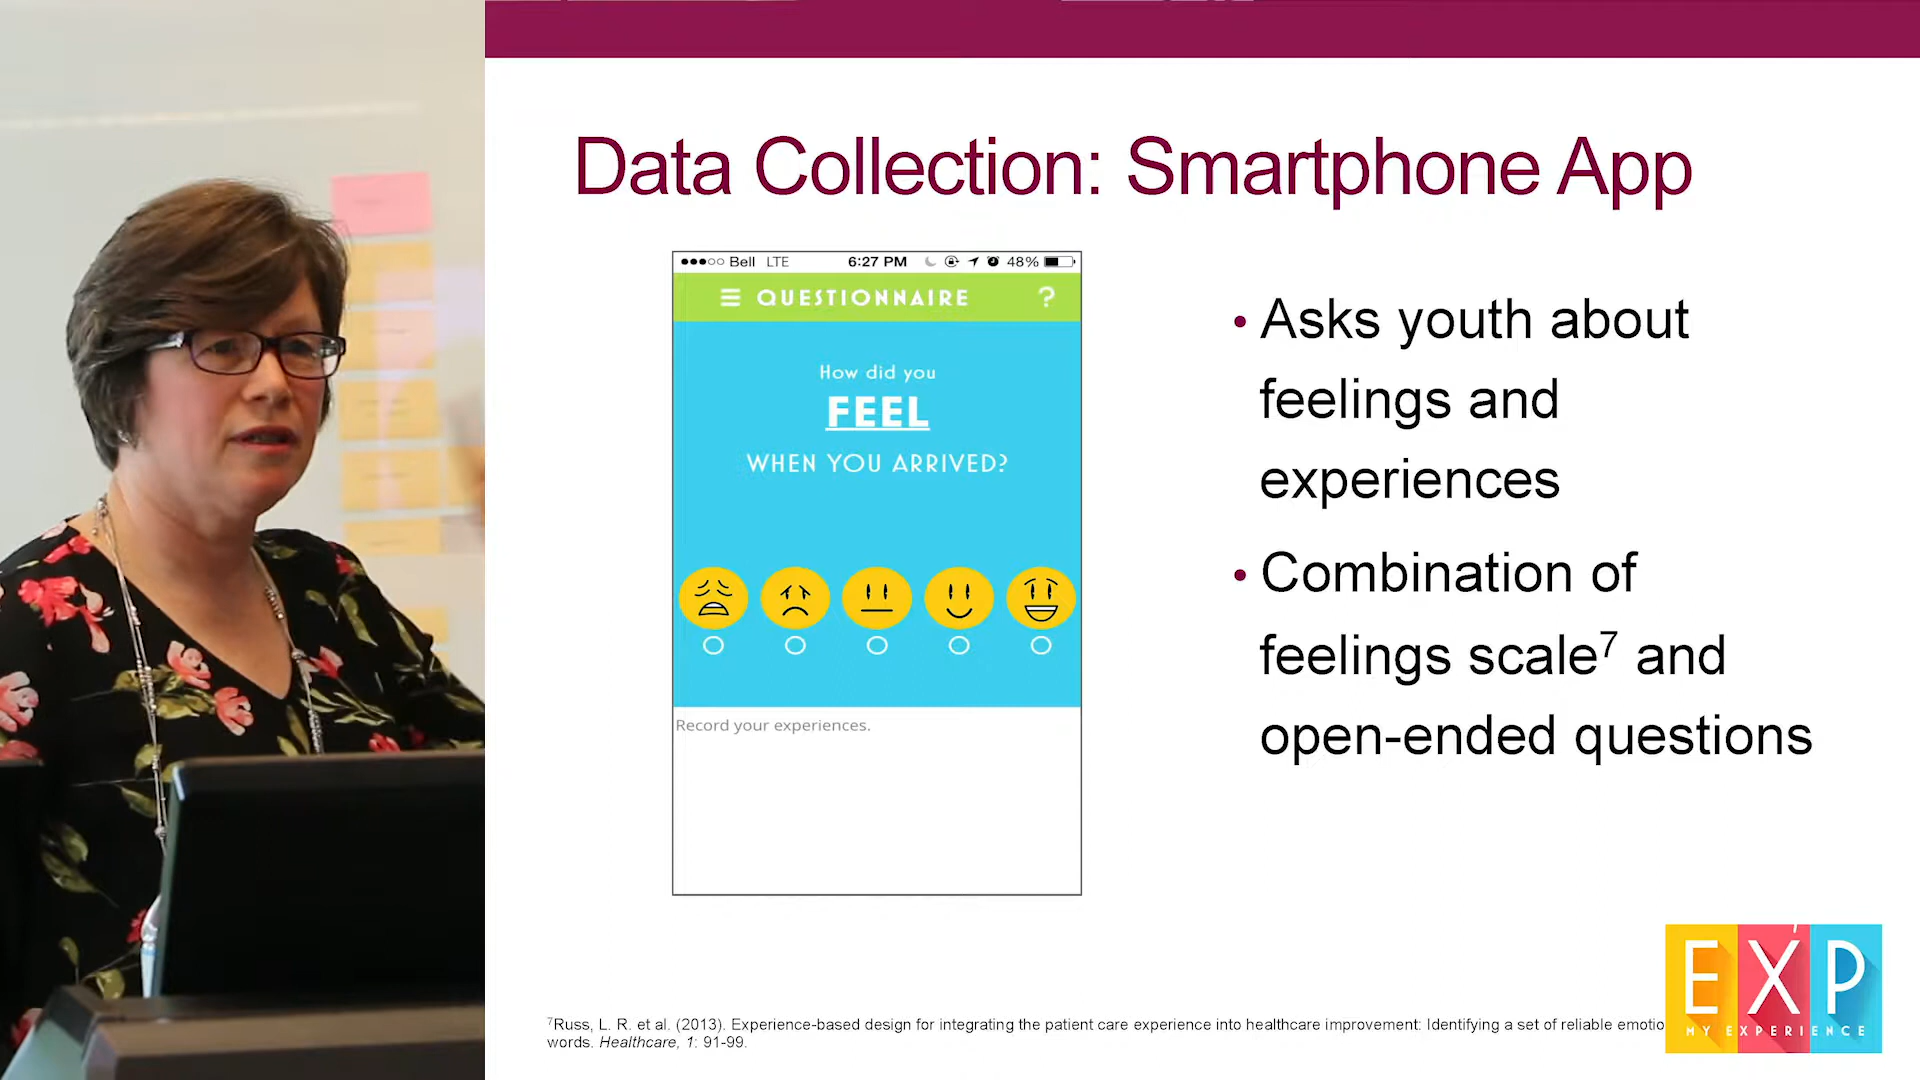 Data Collection: Smartphone App
Bell LTE 6:27 PM 48%
QUESTIONNAIRE ?
How did you
FEEL
WHEN YOU ARRIVED?
Record your experiences.
• Asks youth about
feelings and
experiences
• Combination of
feelings scale⁷ and
open-ended questions
⁷Russ, L. R. et al. (2013). Experience-based design for integrating the patient care experience into healthcare improvement: Identifying a set of reliable emotio
words. Healthcare, 1: 91-99.
EXP
MY EXPERIENCE